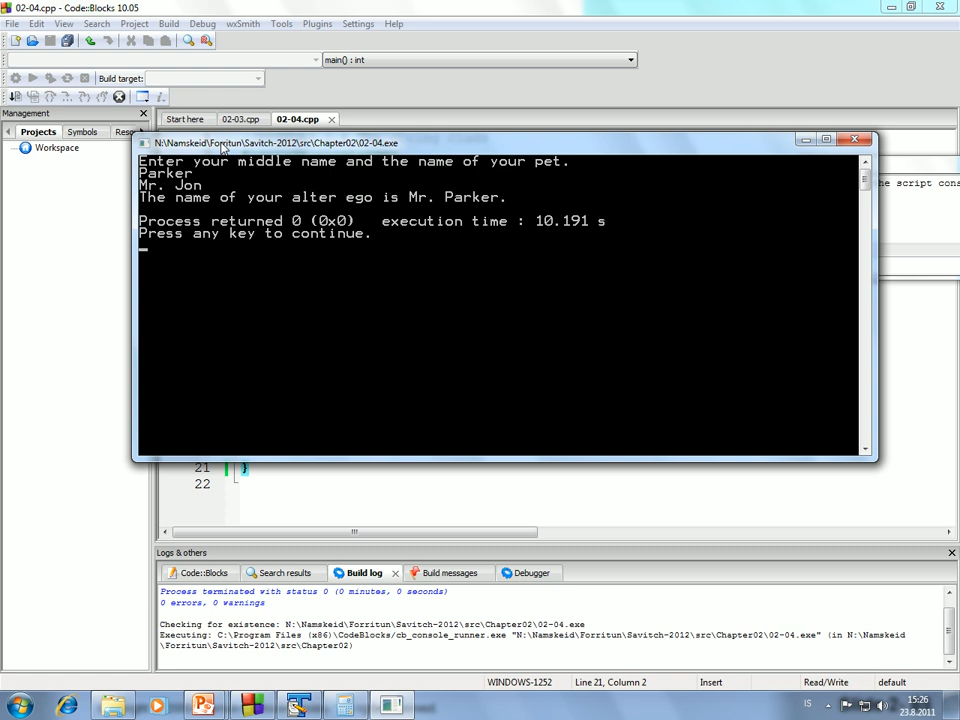 02-04.cpp - Code::Blocks 10.05
File Edit View Search Project Build Debug wxSmith Tools Plugins Settings Help
main() : int
Build target:
Management
Start here 02-03.cpp 02-04.cpp
Projects Symbols Reso
Workspace
N:\Namskeid\Forritun\Savitch-2012\src\Chapter02\02-04.exe
Enter your middle name and the name of your pet.
Parker
Mr. Jon
The name of your alter ego is Mr. Parker.
Process returned 0 (0x0) execution time : 10.191 s
Press any key to continue.
he script cons
21 }
22
Logs & others
Code::Blocks Search results Build log Build messages Debugger
Process terminated with status 0 (0 minutes, 0 seconds)
0 errors, 0 warnings
Checking for existence: N:\Namskeid\Forritun\Savitch-2012\src\Chapter02\02-04.exe
Executing: C:\Program Files (x86)\CodeBlocks/cb_console_runner.exe "N:\Namskeid\Forritun\Savitch-2012\src\Chapter02\02-04.exe" (in N:\Namskeid
\Forritun\Savitch-2012\src\Chapter02)
WINDOWS-1252 Line 21, Column 2 Insert Read/Write default
IS 15:26
23.8.2011